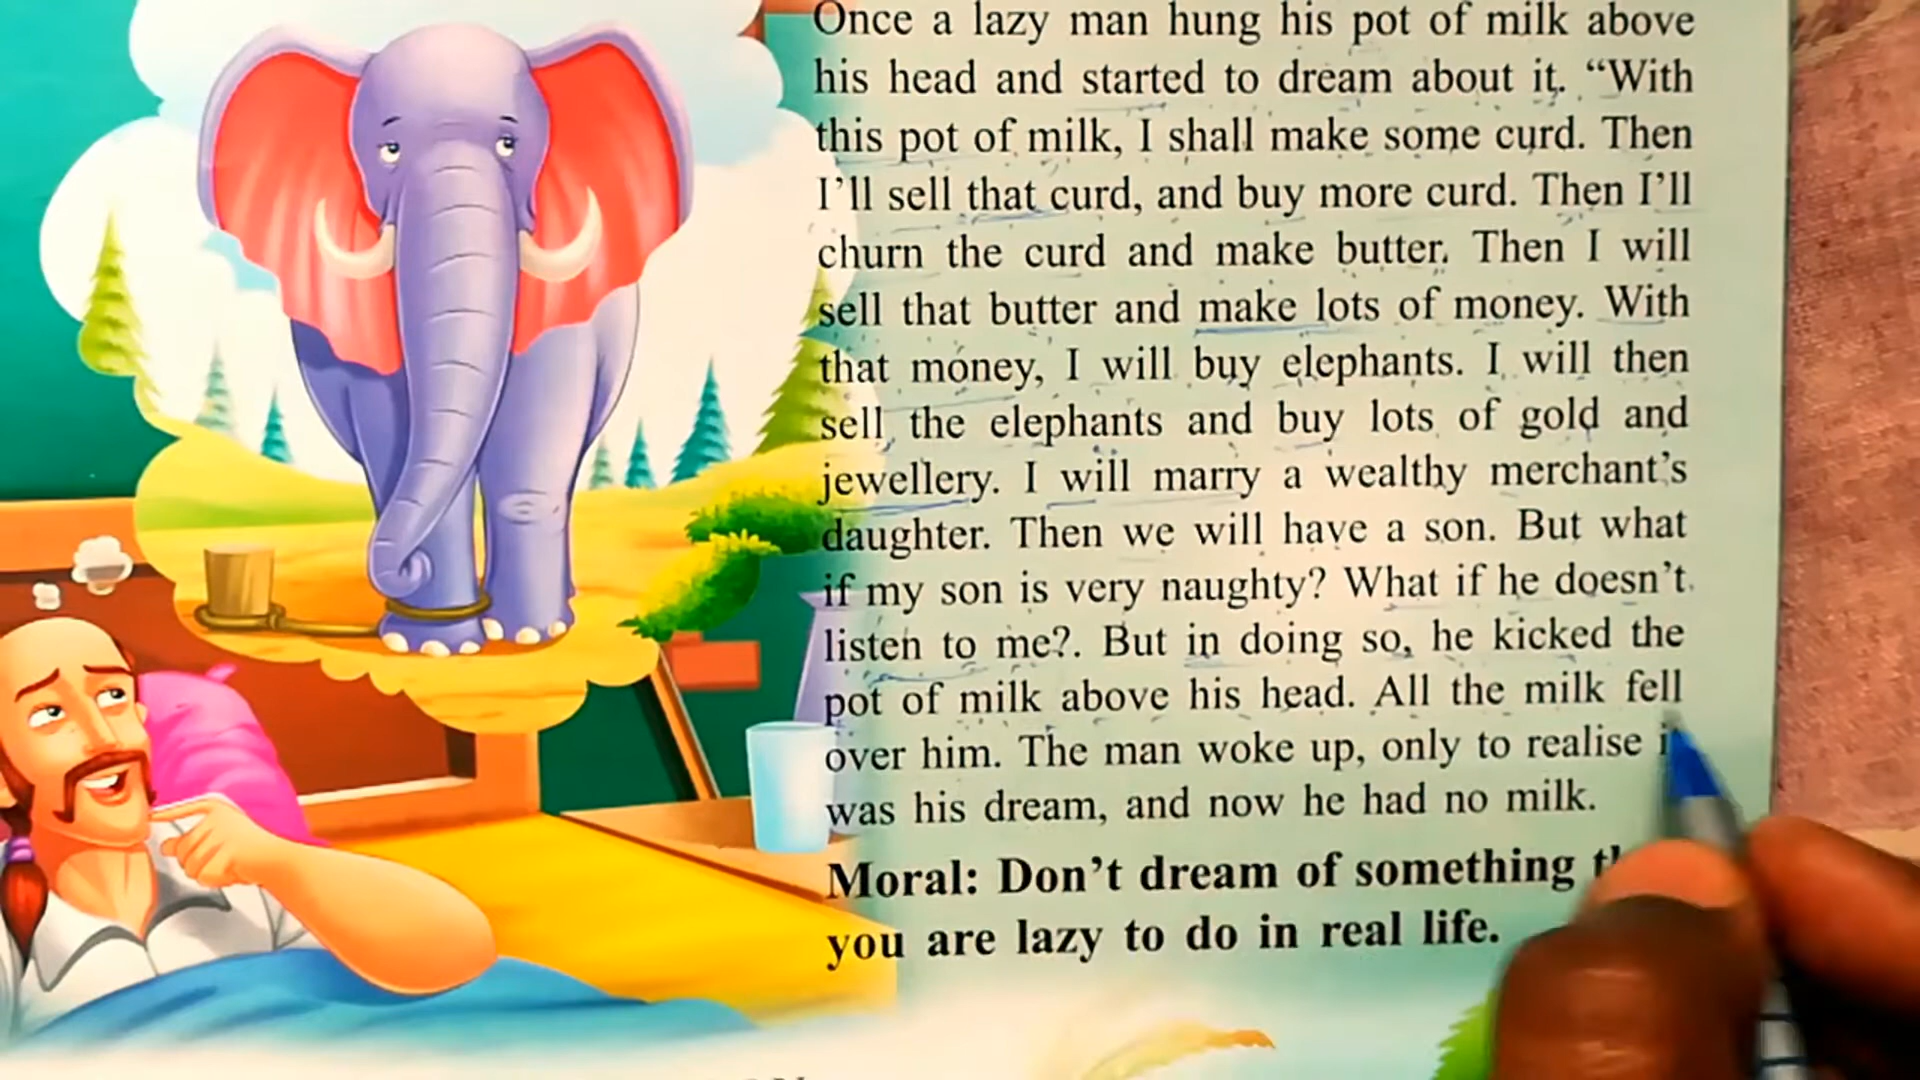 Once a lazy man hung his pot of milk above
his head and started to dream about it. “With
this pot of milk, I shall make some curd. Then
I’ll sell that curd, and buy more curd. Then I’ll
churn the curd and make butter. Then I will
sell that butter and make lots of money. With
that money, I will buy elephants. I will then
sell the elephants and buy lots of gold and
jewellery. I will marry a wealthy merchant’s
daughter. Then we will have a son. But what
if my son is very naughty? What if he doesn’t
listen to me?. But in doing so, he kicked the
pot of milk above his head. All the milk fell
over him. The man woke up, only to realise
was his dream, and now he had no milk.
Moral: Don’t dream of something
you are lazy to do in real life.